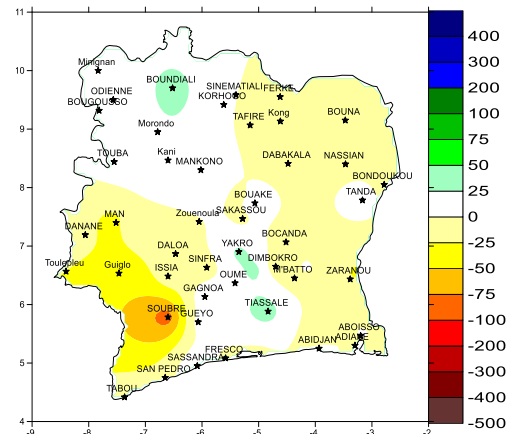 11
10
9
8
7
6
5
4
-9
-8
-7
-6
-5
-4
-3
-2
Minignan
ODIENNE
BOUGOUSSO
BOUNDIALI
SINEMATIALI
FERKE
KORHOGO
TAFIRE
Kong
BOUNA
Morondo
TOUBA
Kani
MANKONO
DABAKALA
NASSIAN
BONDOUKOU
TANDA
BOUAKE
MAN
Zouenoula
SAKASSOU
DANANE
BOCANDA
DALOA
YAKRO
Toulepleu
Guiglo
ISSIA
SINFRA
DIMBOKRO
OUME
M'BATTO
ZARANOU
GAGNOA
TIASSALE
SOUBRE
GUEYO
ABOISSO
ADIAKE
ABIDJAN
FRESCO
SASSANDRA
SAN PEDRO
TABOU
400
300
200
100
75
50
25
0
-25
-50
-75
-100
-200
-300
-400
-500